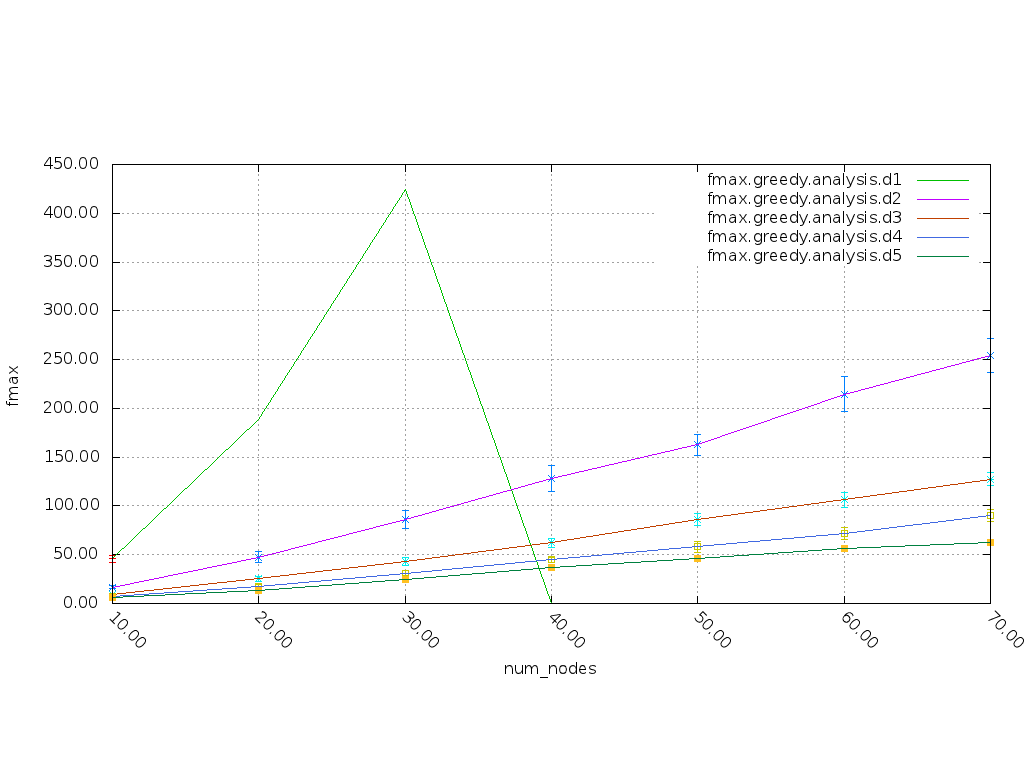 450.00
400.00
350.00
300.00
250.00
200.00
150.00
100.00
50.00
0.00
fmax
fmax.greedy.analysis.d1
fmax.greedy.analysis.d2
fmax.greedy.analysis.d3
fmax.greedy.analysis.d4
fmax.greedy.analysis.d5
10.00
20.00
30.00
40.00
50.00
60.00
70.00
num_nodes